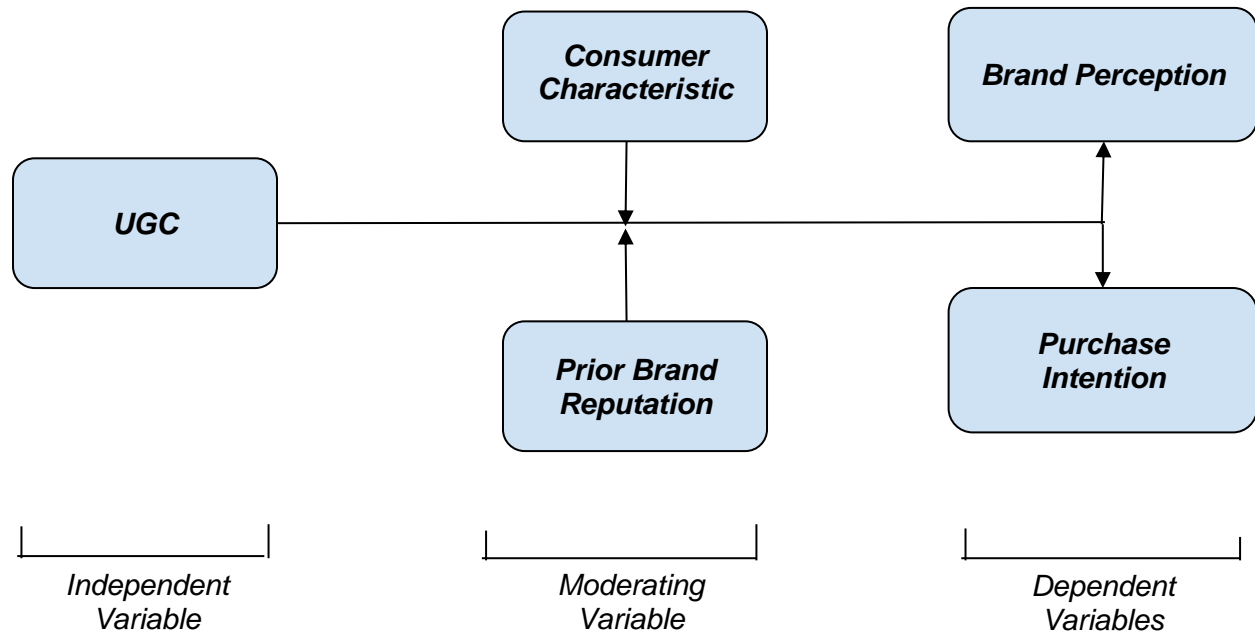 Consumer
Characteristic
Brand Perception
UGC
Prior Brand
Reputation
Purchase
Intention
Independent
Variable
Moderating
Variable
Dependent
Variables